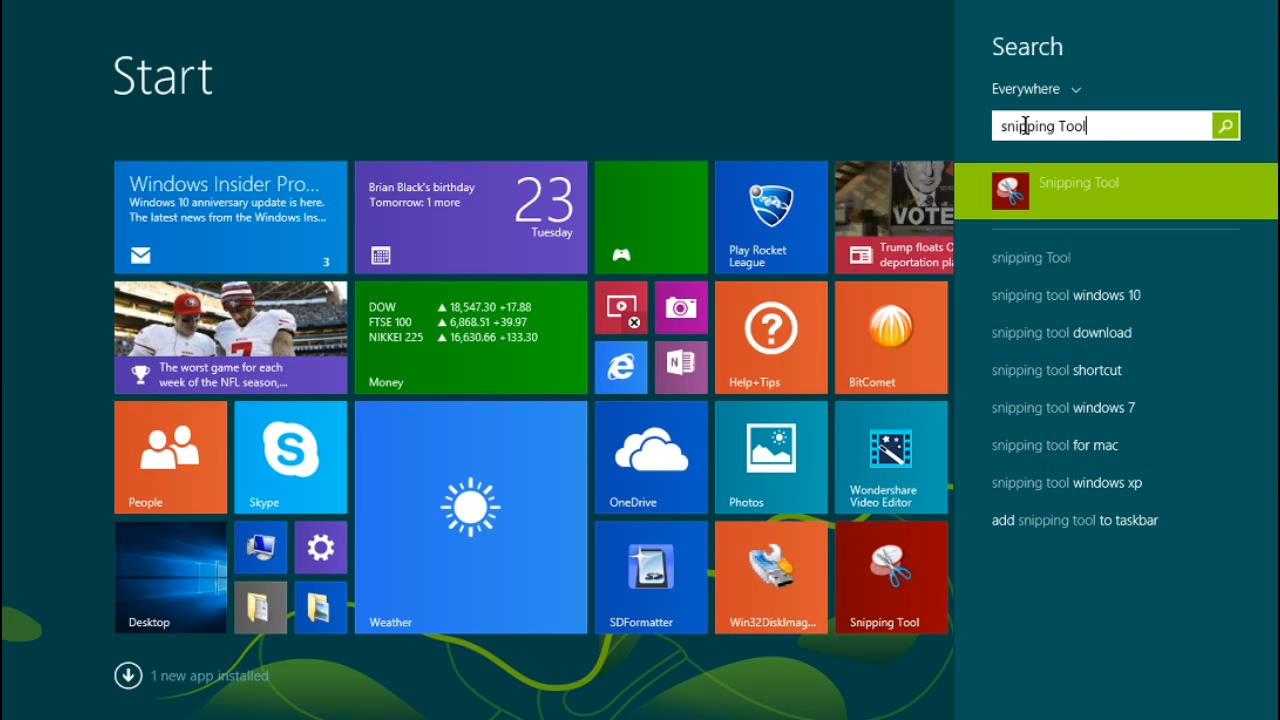 Start
Windows Insider Pro...
Windows 10 anniversary update is here.
The latest news from the Windows Ins...
3
Brian Black's birthday
Tomorrow: 1 more
23
Tuesday
Play Rocket
League
VOTE
Trump floats
deportation
The worst game for each
week of the NFL season,...
DOW ▲ 18,547.30 +17.88
FTSE 100 ▲ 6,868.51 +39.97
NIKKEI 225 ▲ 16,630.66 +133.30
Money
Help+Tips
BitComet
People
Skype
Weather
OneDrive
Photos
Wondershare
Video Editor
Desktop
SDFormatter
Win32DiskImag...
Snipping Tool
1 new app installed
Search
Everywhere
snipping Tool
Snipping Tool
snipping Tool
snipping tool windows 10
snipping tool download
snipping tool shortcut
snipping tool windows 7
snipping tool for mac
snipping tool windows xp
add snipping tool to taskbar